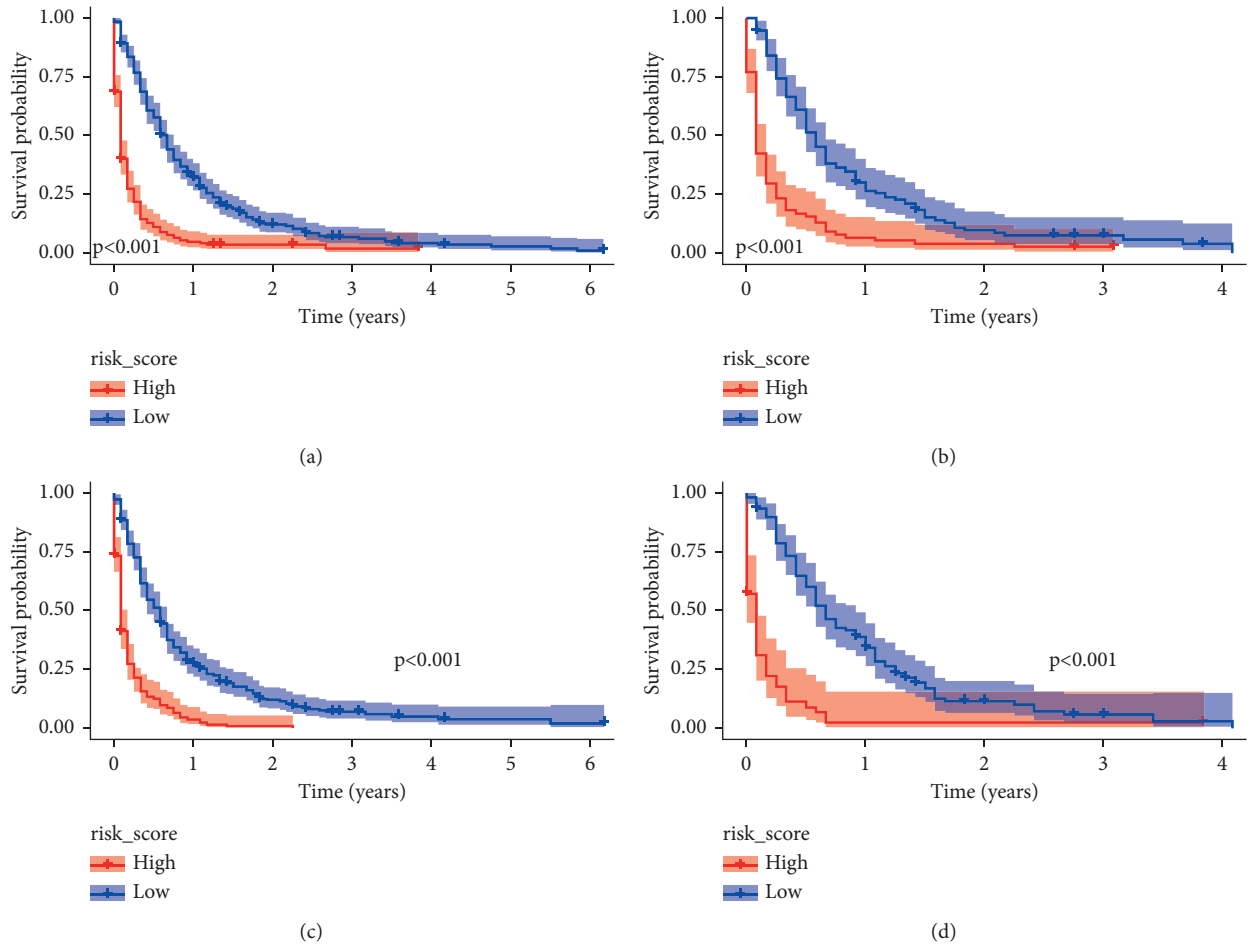 1.00
0.75
0.50
0.25
0.00
Survival probability
p<0.001
0 1 2 3 4 5 6
Time (years)
risk_score
High
Low
(a)
1.00
0.75
0.50
0.25
0.00
Survival probability
p<0.001
0 1 2 3 4
Time (years)
risk_score
High
Low
(b)
1.00
0.75
0.50
0.25
0.00
Survival probability
p<0.001
0 1 2 3 4 5 6
Time (years)
risk_score
High
Low
(c)
1.00
0.75
0.50
0.25
0.00
Survival probability
p<0.001
0 1 2 3 4
Time (years)
risk_score
High
Low
(d)